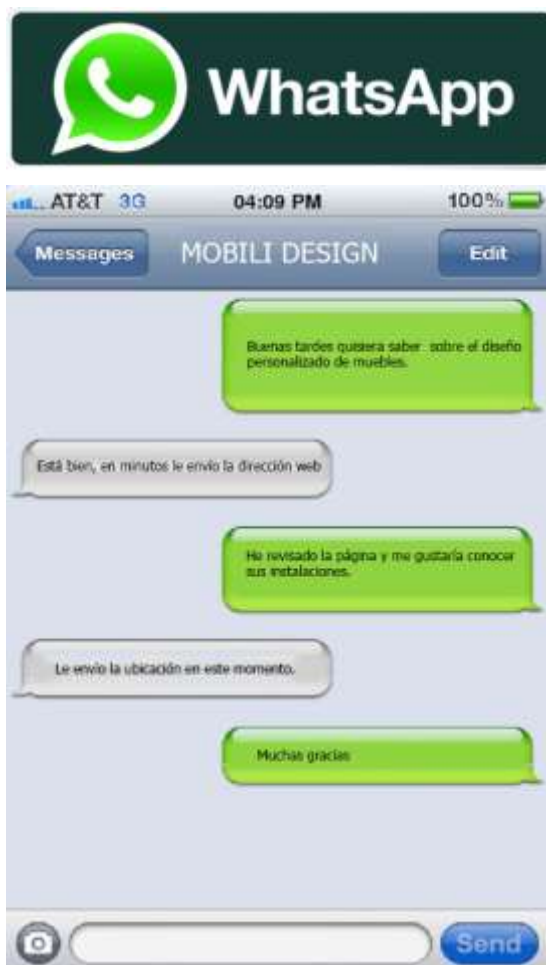 WhatsApp
AT&T 3G 04:09 PM 100%
Messages MOBILI DESIGN Edit
Buenas tardes quisiera saber sobre el diseño
personalizado de muebles.
Está bien, en minutos le envío la dirección web
He revisado la página y me gustaría conocer
sus instalaciones.
Le envío la ubicación en este momento.
Muchas gracias
Send